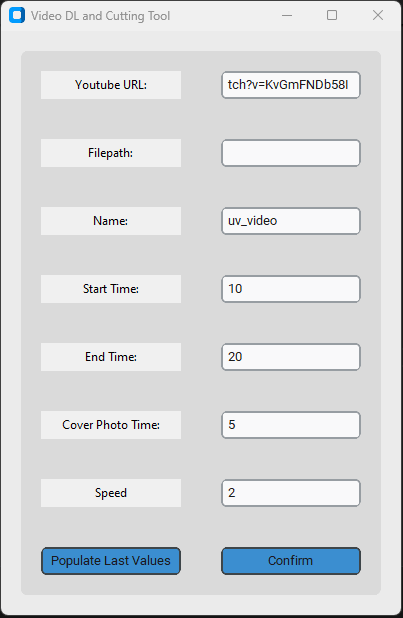 Video DL and Cutting Tool
Youtube URL: tch?v=KvGmFNDb58I
Filepath:
Name: uv_video
Start Time: 10
End Time: 20
Cover Photo Time: 5
Speed 2
Populate Last Values Confirm